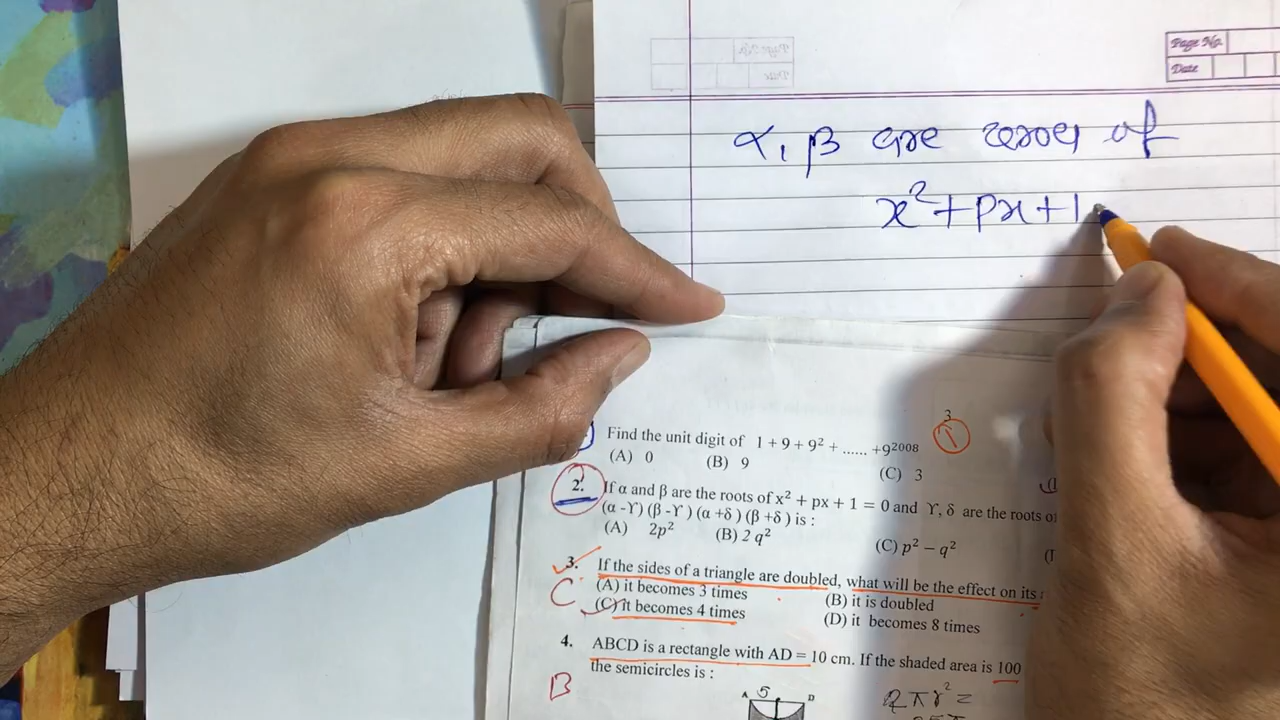 Page No.
Date
α, β are zeroes of
x² + px + 1
3
1
Find the unit digit of 1 + 9 + 9² + ...... +9²⁰⁰⁸
(A) 0 (B) 9 (C) 3
2. If α and β are the roots of x² + px + 1 = 0 and ϒ, δ are the roots of
(α -ϒ) (β -ϒ ) (α +δ ) (β +δ ) is :
(A) 2p² (B) 2 q² (C) p² – q²
3. If the sides of a triangle are doubled, what will be the effect on its
C (A) it becomes 3 times (B) it is doubled
(C) it becomes 4 times (D) it becomes 8 times
4. ABCD is a rectangle with AD = 10 cm. If the shaded area is 100
the semicircles is :
B
A 5 D
2πr² =